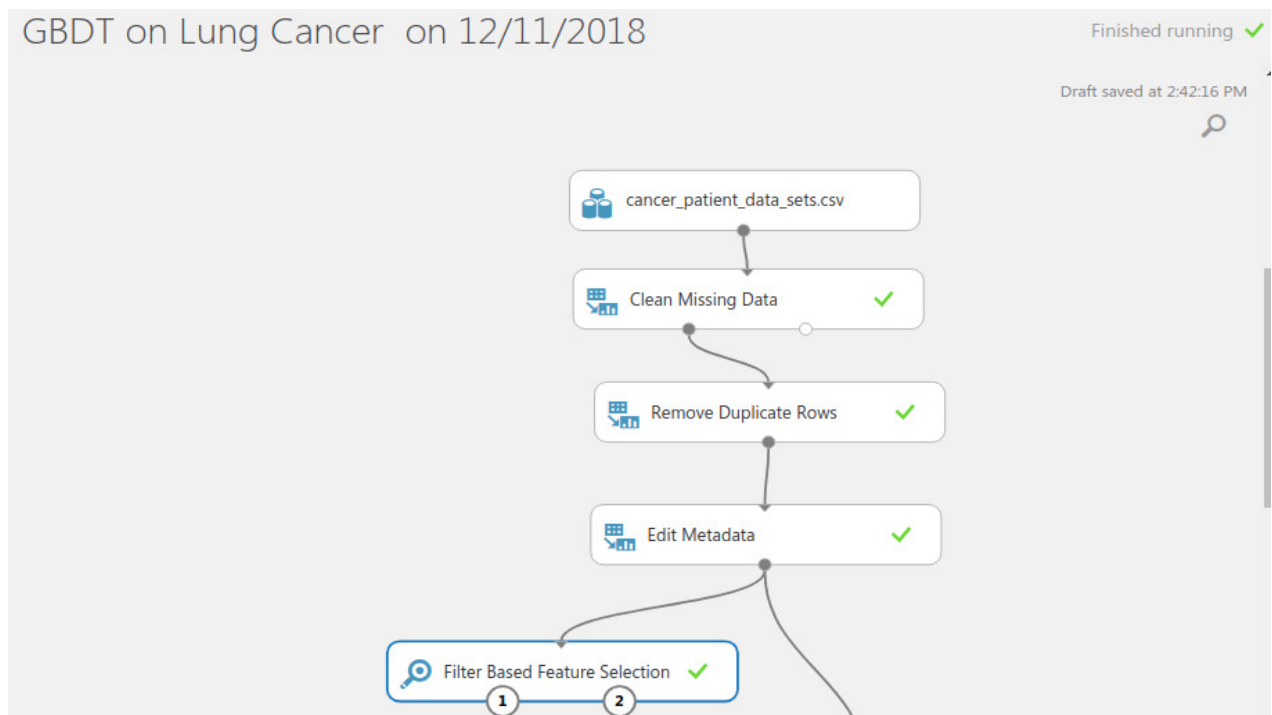 GBDT on Lung Cancer on 12/11/2018
Finished running
Draft saved at 2:42:16 PM
cancer_patient_data_sets.csv
Clean Missing Data
Remove Duplicate Rows
Edit Metadata
Filter Based Feature Selection
1 2